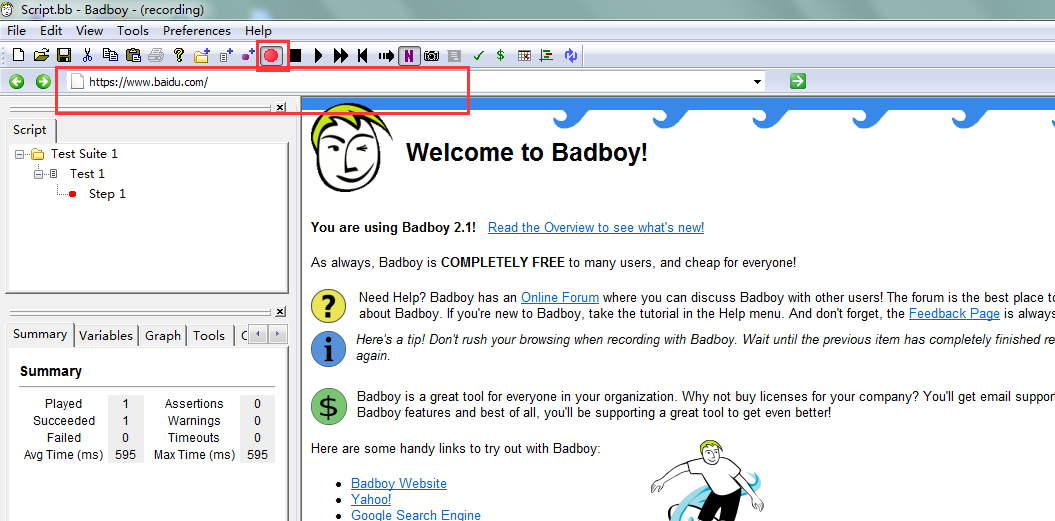 Script.bb - Badboy - (recording)
File Edit View Tools Preferences Help
N
https://www.baidu.com/
Script
Test Suite 1
Test 1
Step 1
Summary Variables Graph Tools
Summary
Played 1 Assertions 0
Succeeded 1 Warnings 0
Failed 0 Timeouts 0
Avg Time (ms) 595 Max Time (ms) 595
Welcome to Badboy!
You are using Badboy 2.1! Read the Overview to see what's new!
As always, Badboy is COMPLETELY FREE to many users, and cheap for everyone!
Need Help? Badboy has an Online Forum where you can discuss Badboy with other users! The forum is the best place to
about Badboy. If you're new to Badboy, take the tutorial in the Help menu. And don't forget, the Feedback Page is always
Here's a tip! Don't rush your browsing when recording with Badboy. Wait until the previous item has completely finished
again.
Badboy is a great tool for everyone in your organization. Why not buy licenses for your company? You'll get email
Badboy features and best of all, you'll be supporting a great tool to get even better!
Here are some handy links to try out with Badboy:
Badboy Website
Yahoo!
Google Search Engine